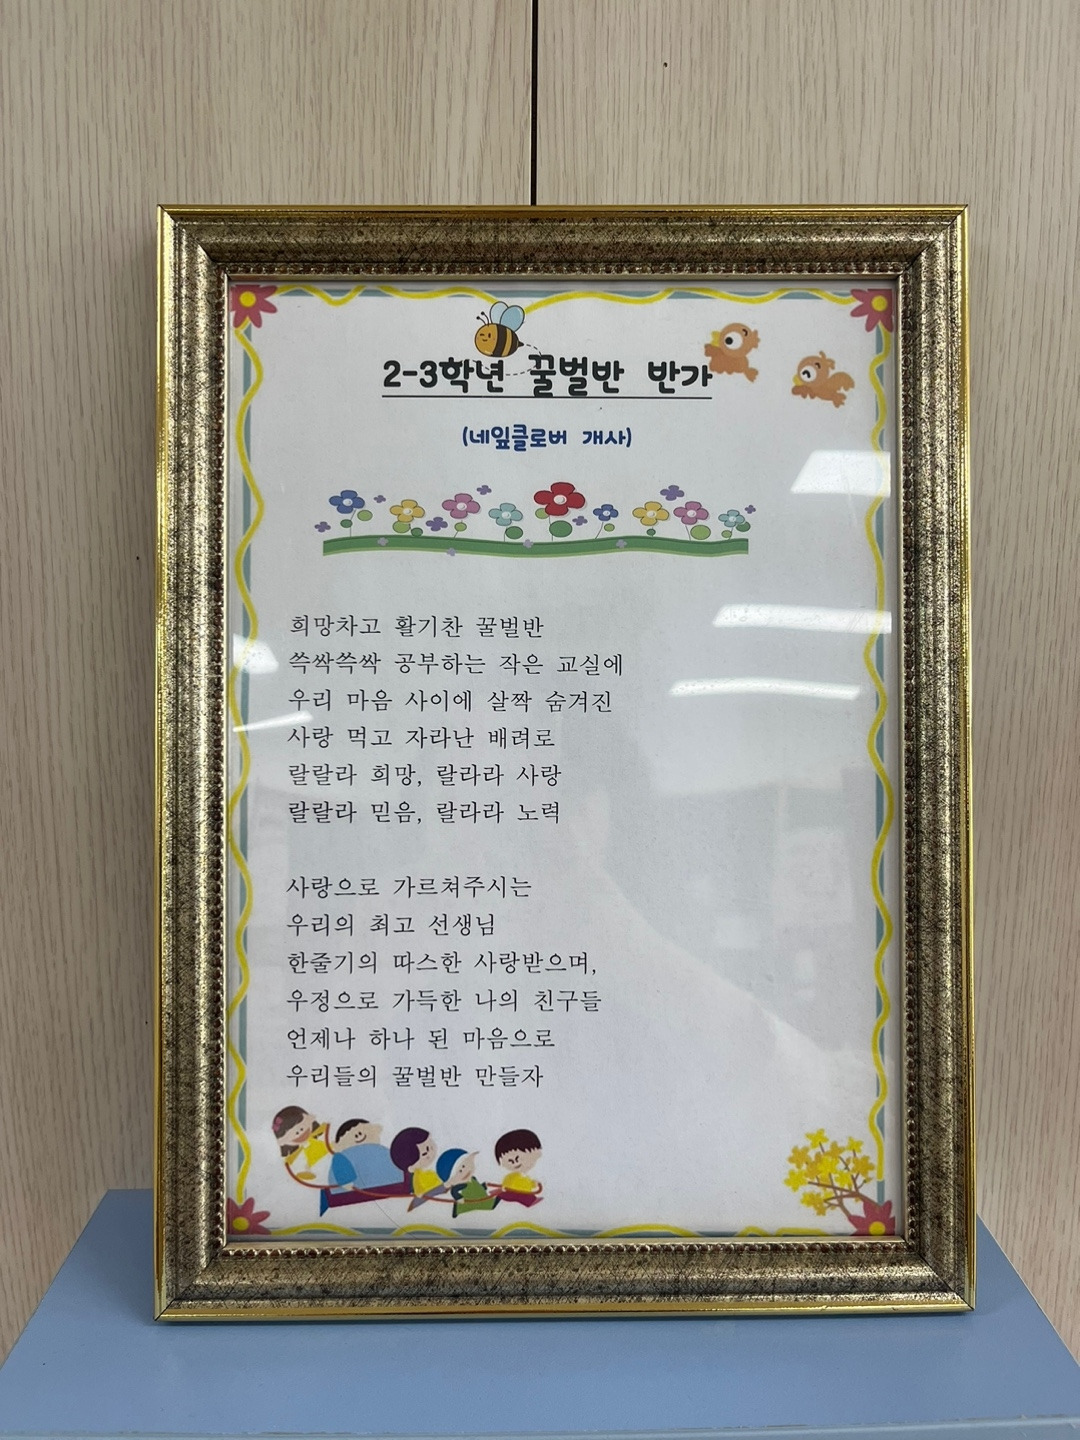 2-3학년 꿀벌반 반가
(네잎클로버 개사)
희망차고 활기찬 꿀벌반
쓱싹쓱싹 공부하는 작은 교실에
우리 마음 사이에 살짝 숨겨진
사랑 먹고 자라난 배려로
랄랄라 희망, 랄라라 사랑
랄랄라 믿음, 랄라라 노력
사랑으로 가르쳐주시는
우리의 최고 선생님
한줄기의 따스한 사랑받으며,
우정으로 가득한 나의 친구들
언제나 하나 된 마음으로
우리들의 꿀벌반 만들자